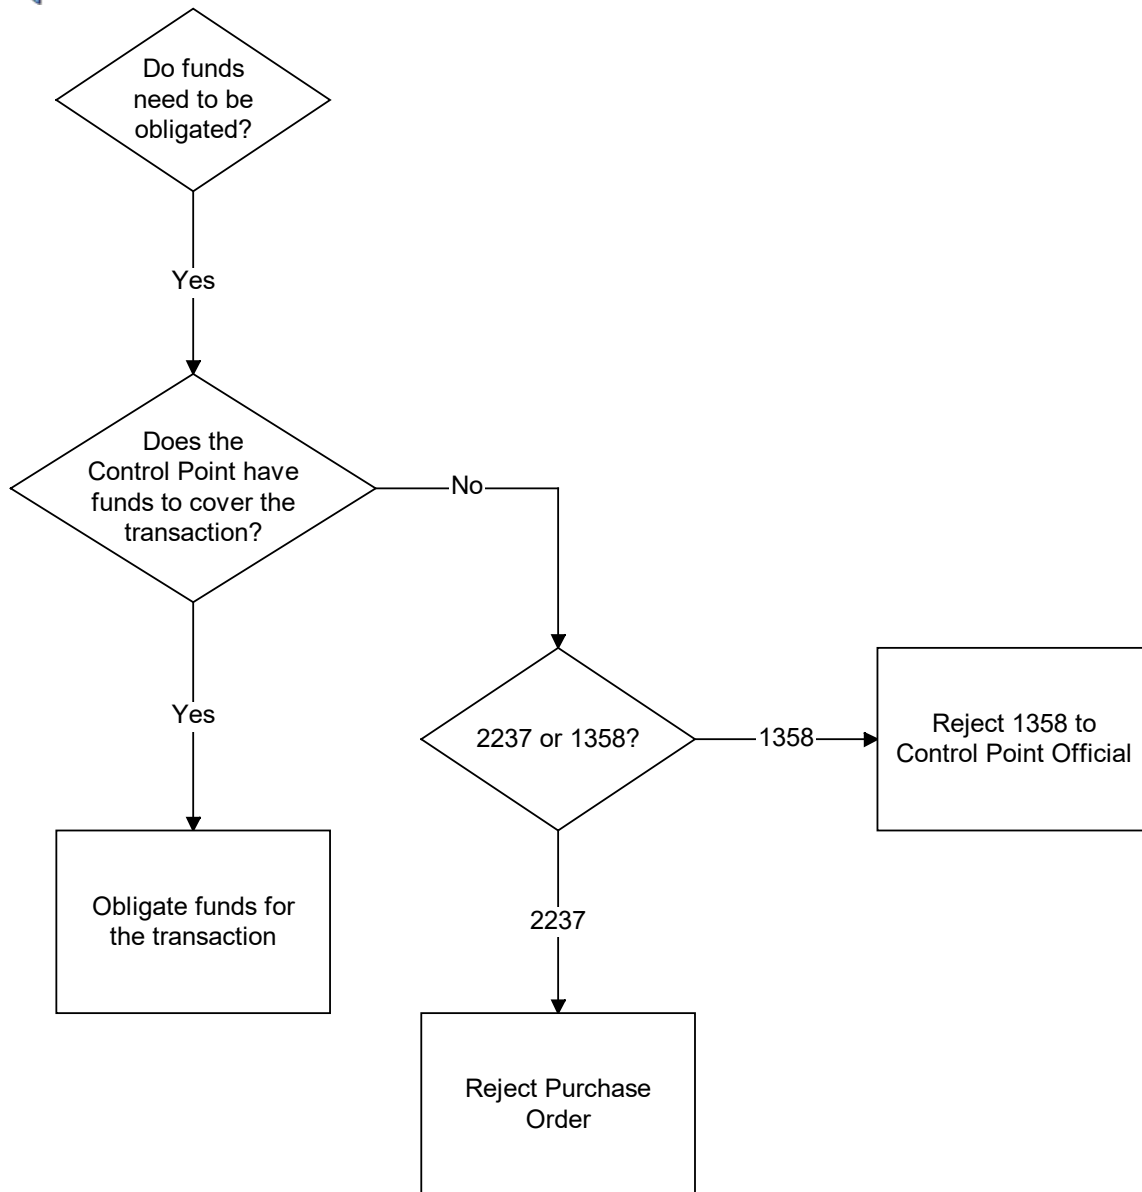 Do funds
need to be
obligated?
Yes
Does the
Control Point have
funds to cover the
transaction?
No
Yes
2237 or 1358?
1358
Reject 1358 to
Control Point Official
Obligate funds for
the transaction
2237
Reject Purchase
Order